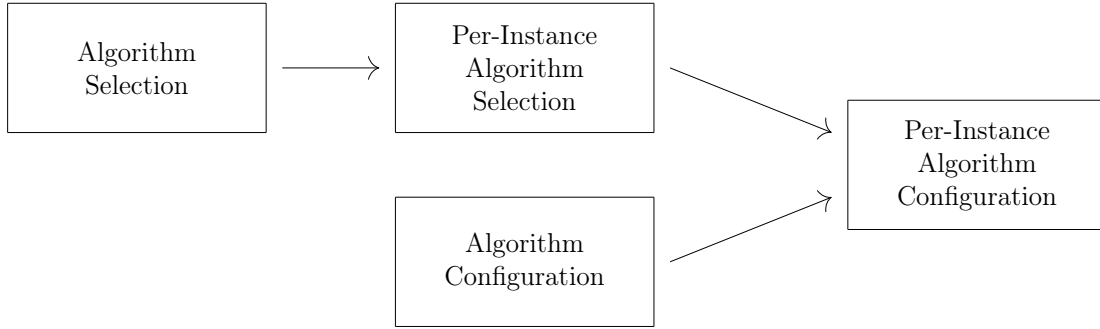 Algorithm
Selection
Per-Instance
Algorithm
Selection
Per-Instance
Algorithm
Configuration
Algorithm
Configuration